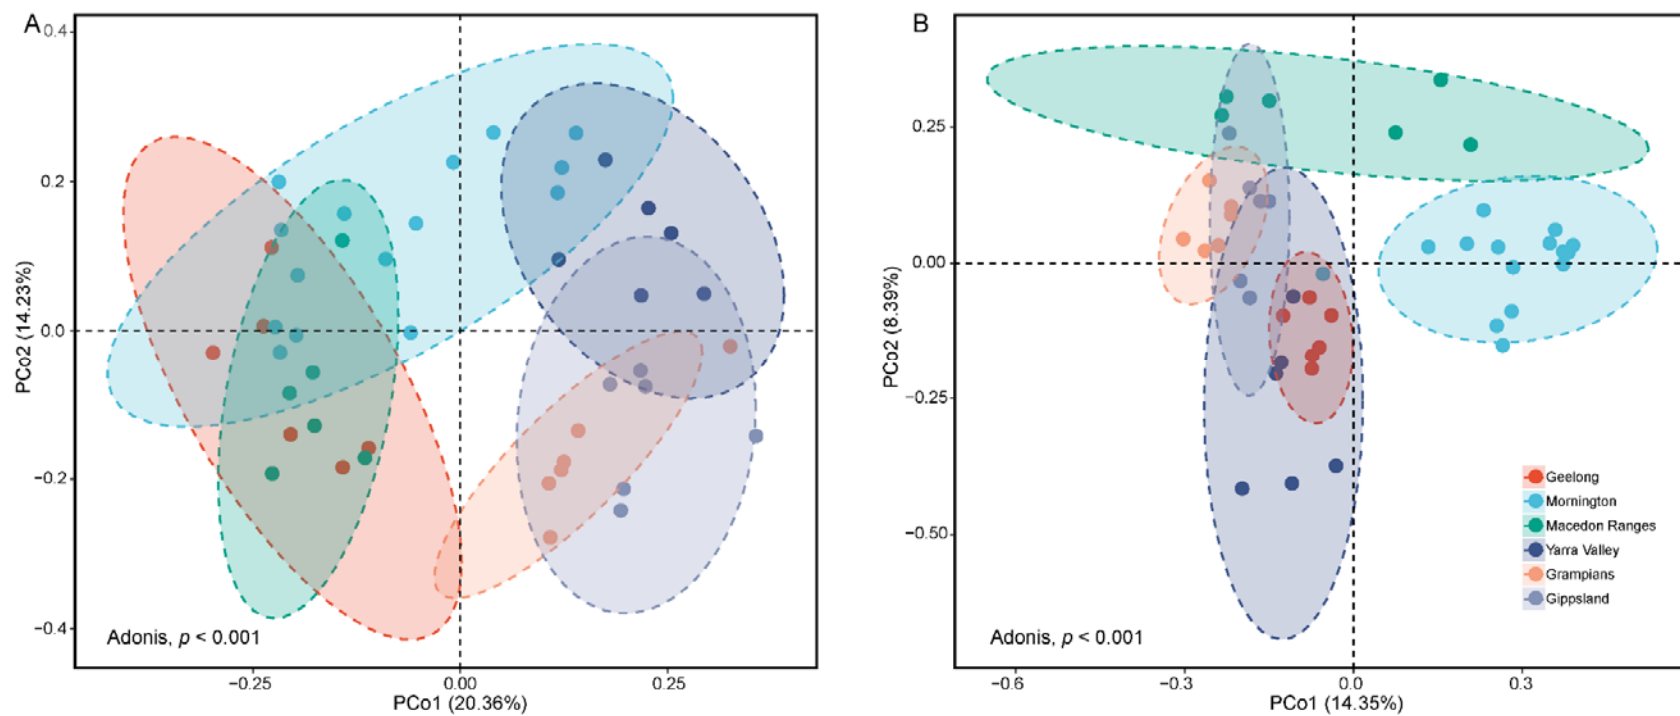 A
0.4
0.2
0.0
−0.2
−0.4
PCo2 (14.23%)
Adonis, p < 0.001
−0.25
0.00
0.25
PCo1 (20.36%)
B
0.25
0.00
−0.25
−0.50
PCo2 (8.39%)
Geelong
Mornington
Macedon Ranges
Yarra Valley
Grampians
Gippsland
Adonis, p < 0.001
−0.6
−0.3
0.0
0.3
PCo1 (14.35%)